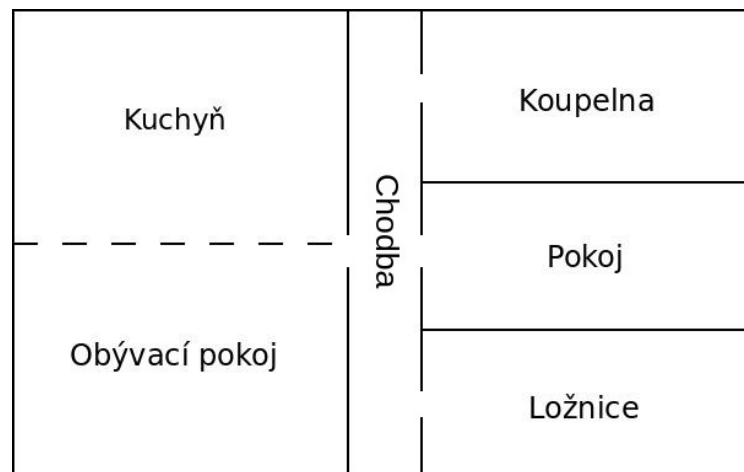 Kuchyň
Obývací pokoj
Chodba
Koupelna
Pokoj
Ložnice